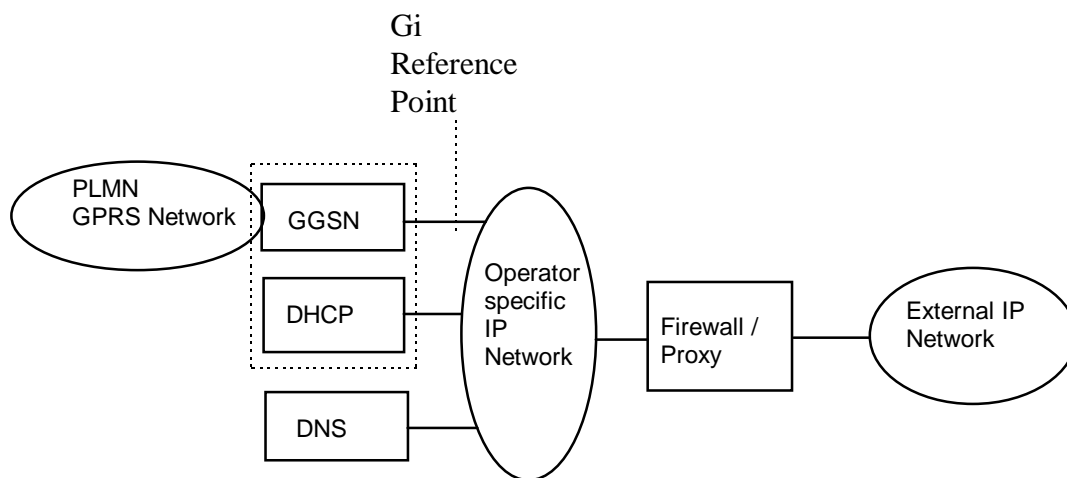 Gi
Reference
Point
PLMN
GPRS Network
GGSN
DHCP
DNS
Operator
specific
IP
Network
Firewall /
Proxy
External IP
Network